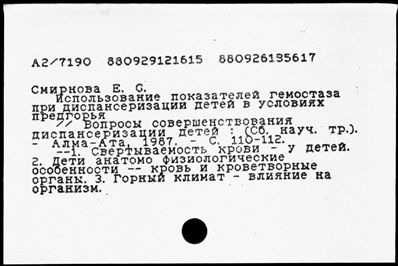 А2/7190 880929121615 880926135617
Смирнова Е. С.
Использование показателей гемостаза
при диспансеризации детей в условиях
предгорья
// Вопросы совершенствования
диспансеризации детей : (Сб. науч. тр.).
- Алма-Ата, 1987. - С. 110-112.
--1. Свертываемость крови - у детей.
2. Дети анатомо физиологические
особенности -- кровь и кроветворные
органы. 3. Горный климат - влияние на
организм.